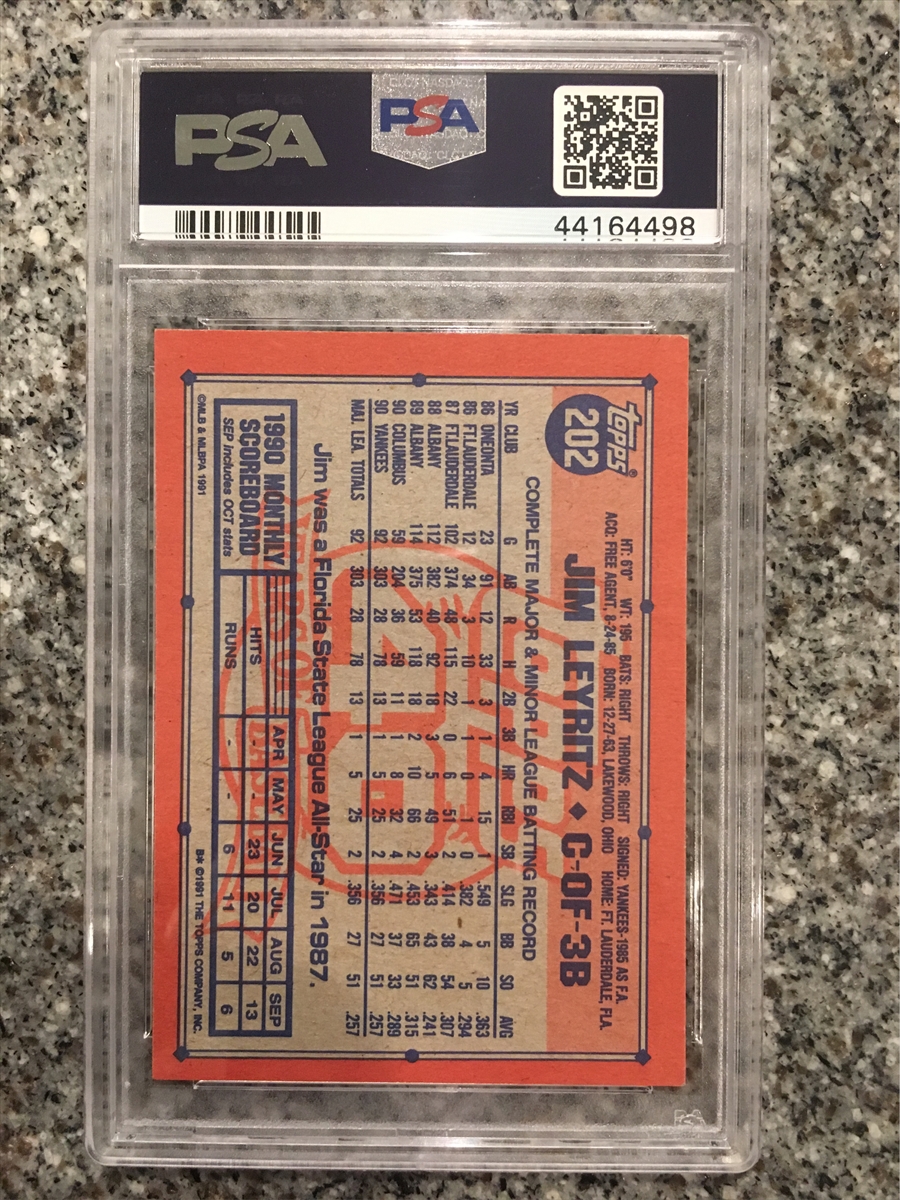 PSA
PSA
44164498
topps®
202
HT: 6'0" WT: 195 BATS: RIGHT THROWS: RIGHT SIGNED: YANKEES-1985 AS F.A.
ACQ: FREE AGENT, 8-24-85 BORN: 12-27-63, LAKEWOOD, OHIO HOME: FT. LAUDERDALE, FLA.
JIM LEYRITZ ♦ C-OF-3B
COMPLETE MAJOR & MINOR LEAGUE BATTING RECORD
YR CLUB G AB R H 2B 3B HR RBI SB SLG BB SO AVG
86 ONEONTA 23 91 12 33 3 1 4 15 1 .549 5 10 .363
86 FT.LAUDERDALE 12 34 3 10 1 1 0 1 0 .382 4 5 .294
87 FT.LAUDERDALE 102 374 48 115 22 0 6 51 2 .414 38 54 .307
88 ALBANY 112 382 40 92 18 3 5 49 3 .343 43 62 .241
89 ALBANY 114 375 53 118 18 2 10 66 2 .453 65 51 .315
90 COLUMBUS 59 204 36 59 11 1 8 32 4 .471 37 33 .289
90 YANKEES 92 303 28 78 13 1 5 25 2 .356 27 51 .257
MAJ. LEA. TOTALS 92 303 28 78 13 1 5 25 2 .356 27 51 .257
Jim was a Florida State League All-Star in 1987.
1990 MONTHLY
SCOREBOARD
SEP includes OCT stats
APR MAY JUN JUL AUG SEP
HITS - - 23 20 22 13
RUNS - - 6 11 5 6
©MLB & MLBPA 1991
B* ©1991 THE TOPPS COMPANY, INC.
40
YEARS OF BASEBALL